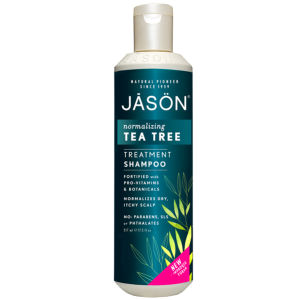 NATURAL PIONEER
SINCE 1959
JĀSÖN
normalizing
TEA TREE
TREATMENT
SHAMPOO
FORTIFIED with
PRO-VITAMINS
& BOTANICALS
NORMALIZES DRY,
ITCHY SCALP
NO: PARABENS, SLS
or PHTHALATES
NEW